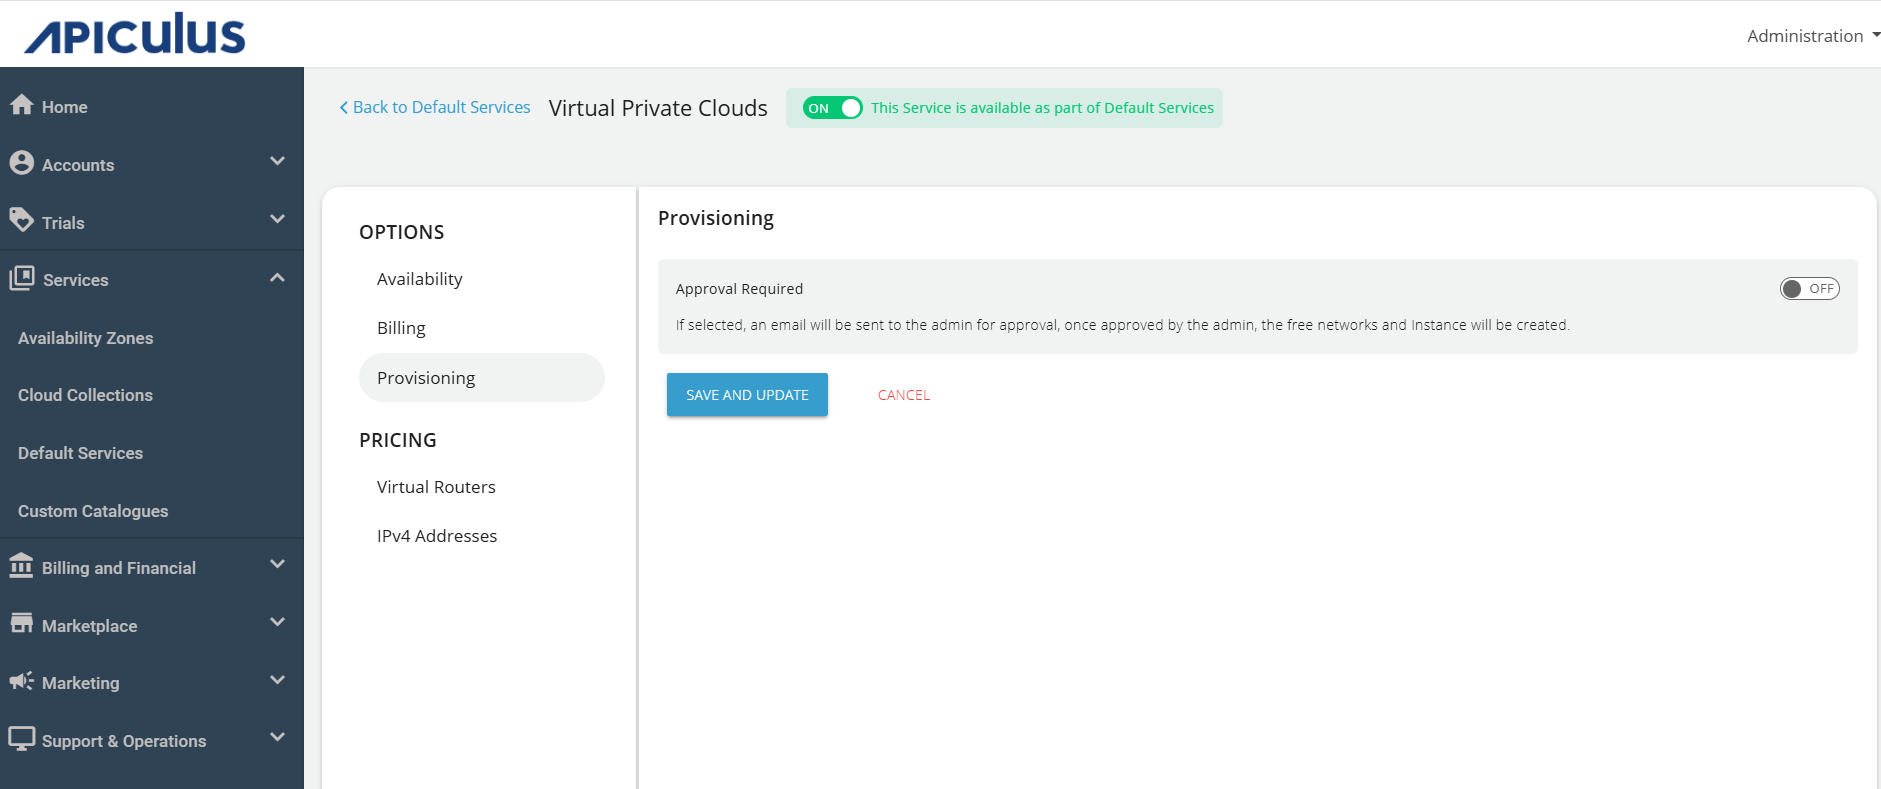 APICULUS
Administration
Home
Accounts
Trials
Services
Availability Zones
Cloud Collections
Default Services
Custom Catalogues
Billing and Financial
Marketplace
Marketing
Support & Operations
Back to Default Services
Virtual Private Clouds
ON
This Service is available as part of Default Services
OPTIONS
Availability
Billing
Provisioning
PRICING
Virtual Routers
IPv4 Addresses
Provisioning
Approval Required
OFF
If selected, an email will be sent to the admin for approval, once approved by the admin, the free networks and Instance will be created.
SAVE AND UPDATE
CANCEL